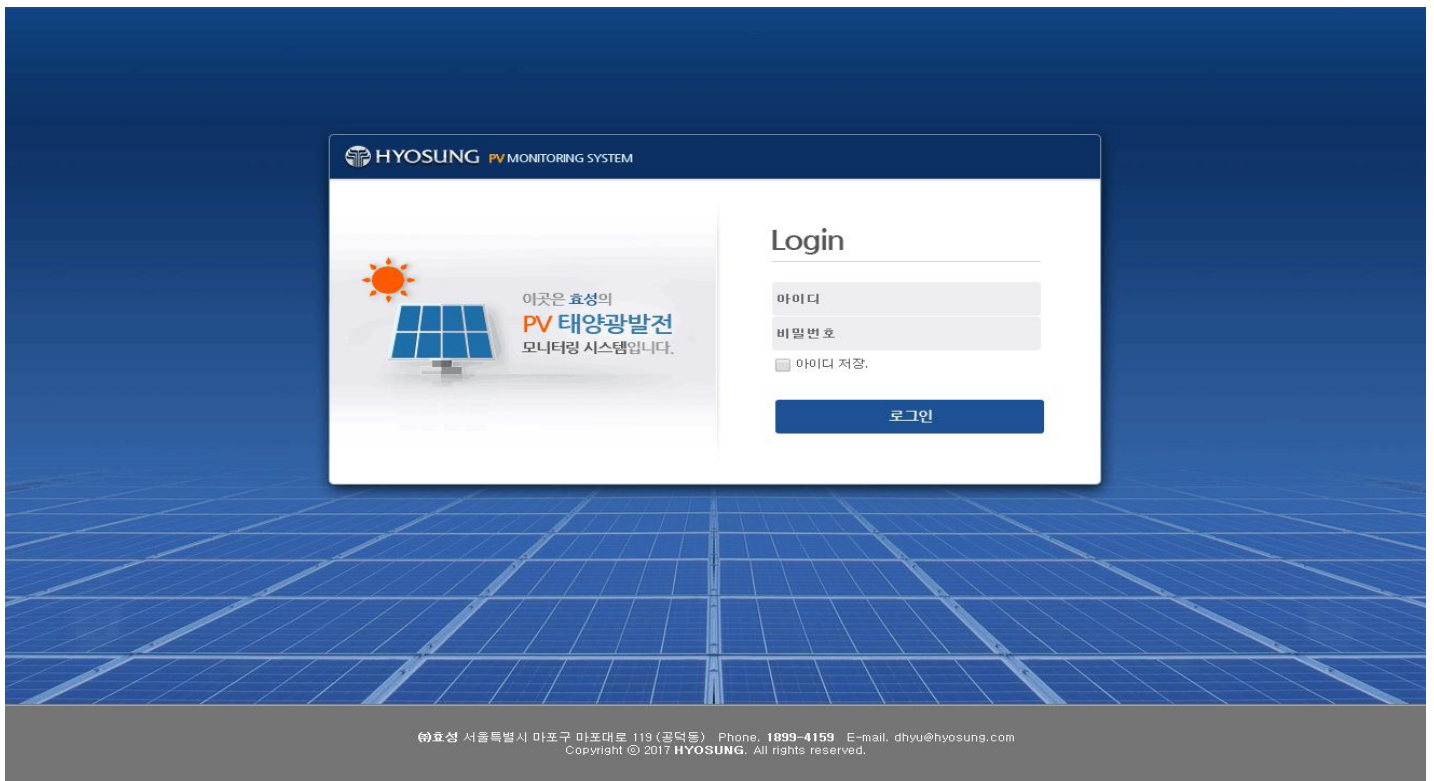 HYOSUNG PV MONITORING SYSTEM
이곳은 효성의
PV 태양광발전
모니터링 시스템입니다.
Login
아이디
비밀번호
아이디 저장.
로그인
㈜효성 서울특별시 마포구 마포대로 119 (공덕동) Phone. 1899-4159 E-mail. dhyu@hyosung.com
Copyright ⓒ 2017 HYOSUNG. All rights reserved.